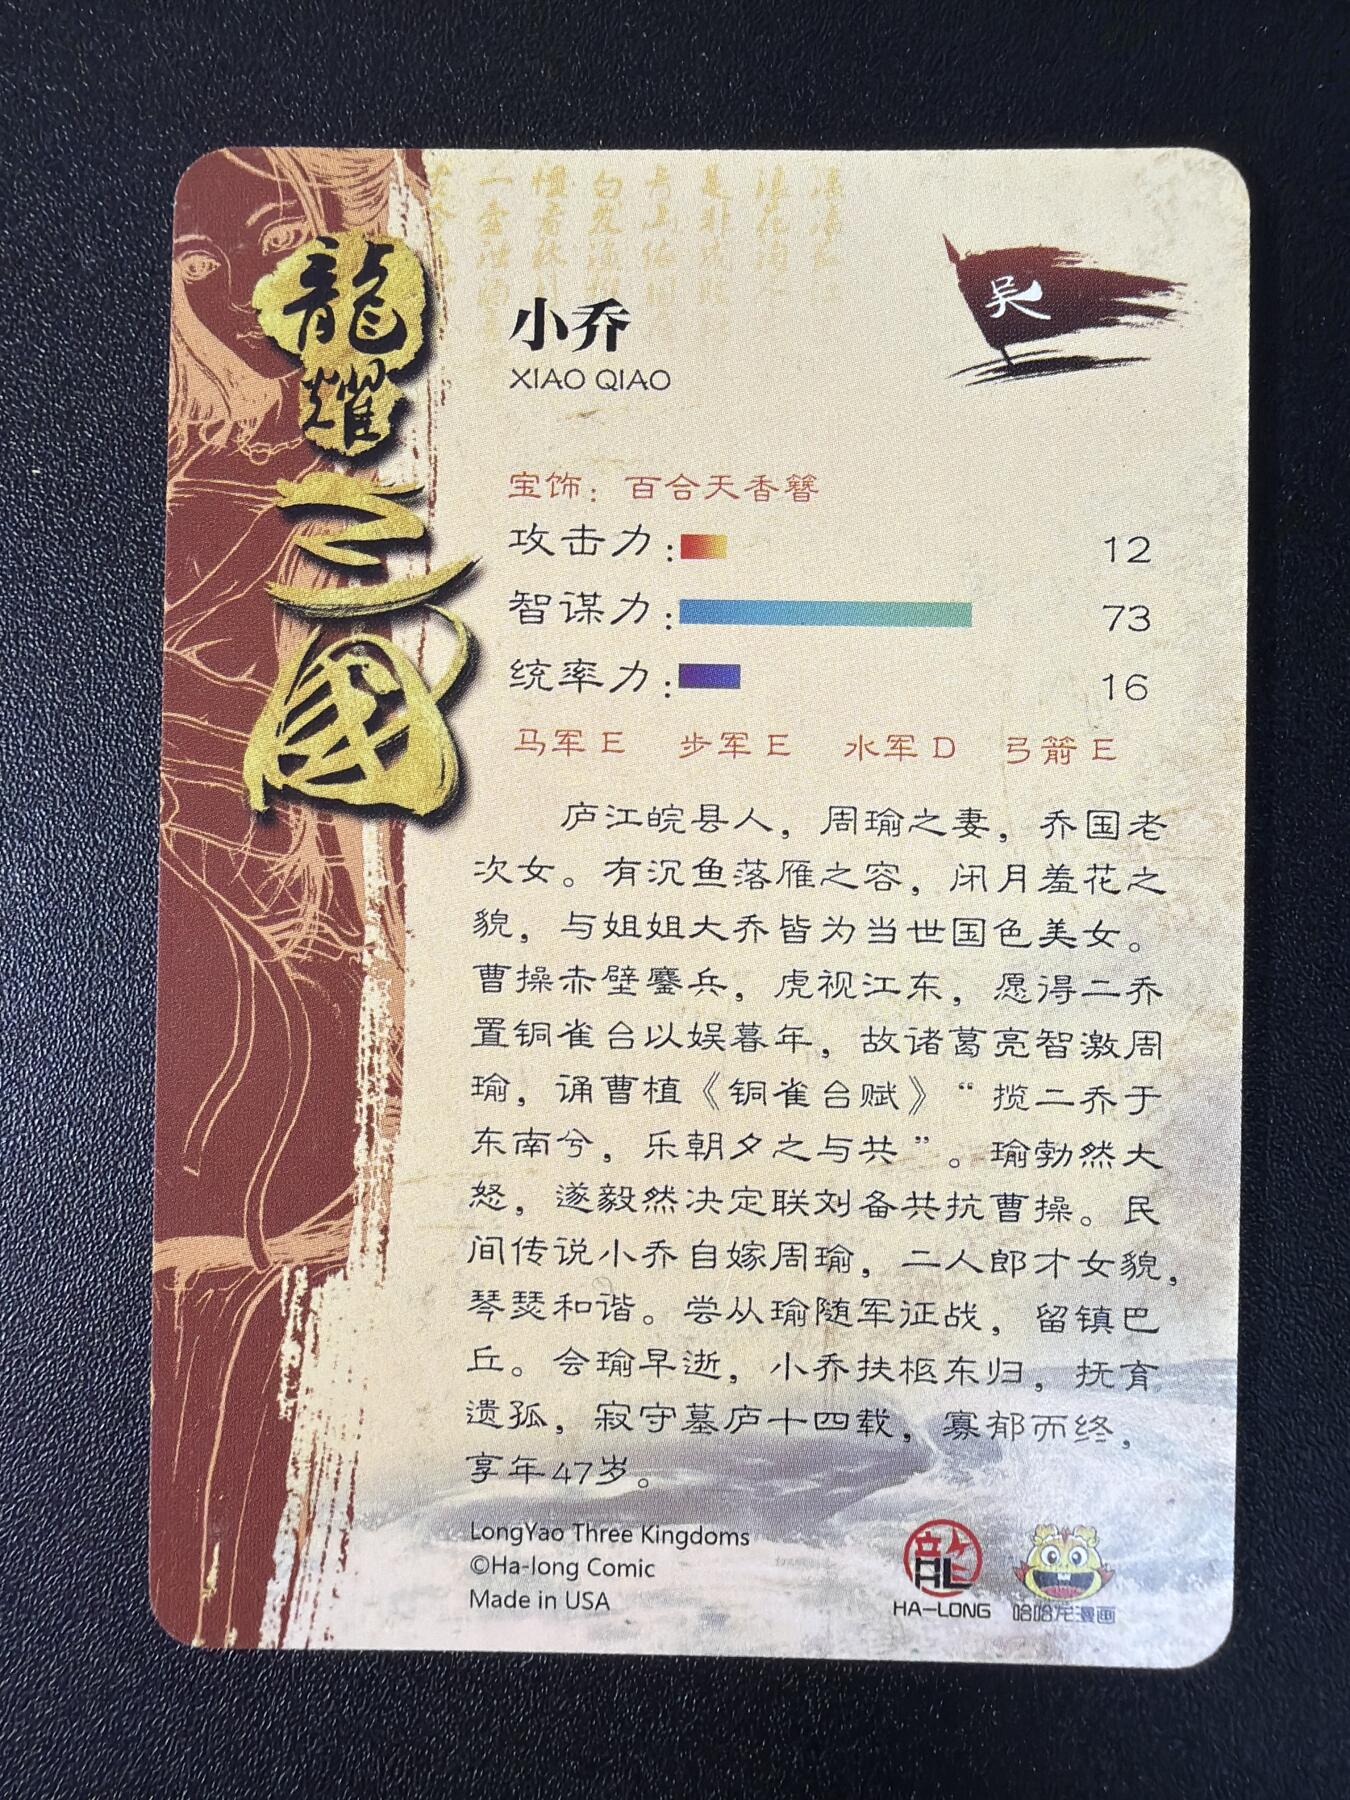 龍耀三國
小乔
XIAO QIAO
吴
宝饰：百合天香簪
攻击力：12
智谋力：73
统率力：16
马军E 步军E 水军D 弓箭E
庐江皖县人，周瑜之妻，乔国老
次女。有沉鱼落雁之容，闭月羞花之
貌，与姐姐大乔皆为当世国色美女。
曹操赤壁鏖兵，虎视江东，愿得二乔
置铜雀台以娱暮年，故诸葛亮智激周
瑜，诵曹植《铜雀台赋》“揽二乔于
东南兮，乐朝夕之与共”。瑜勃然大
怒，遂毅然决定联刘备共抗曹操。民
间传说小乔自嫁周瑜，二人郎才女貌，
琴瑟和谐。尝从瑜随军征战，留镇巴
丘。会瑜早逝，小乔扶柩东归，抚育
遗孤，寂守墓庐十四载，寡郁而终，
享年47岁。
LongYao Three Kingdoms
©Ha-long Comic
Made in USA
龍
HA-LONG
哈哈龙漫画